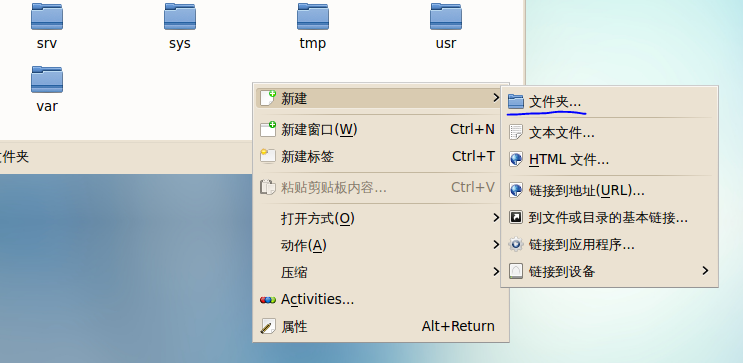 srv
sys
tmp
usr
var
件夹
新建
新建窗口(W)
Ctrl+N
新建标签
Ctrl+T
粘贴剪贴板内容...
Ctrl+V
打开方式(O)
动作(A)
压缩
Activities...
属性
Alt+Return
文件夹...
文本文件...
HTML 文件...
链接到地址(URL)...
到文件或目录的基本链接...
链接到应用程序...
链接到设备